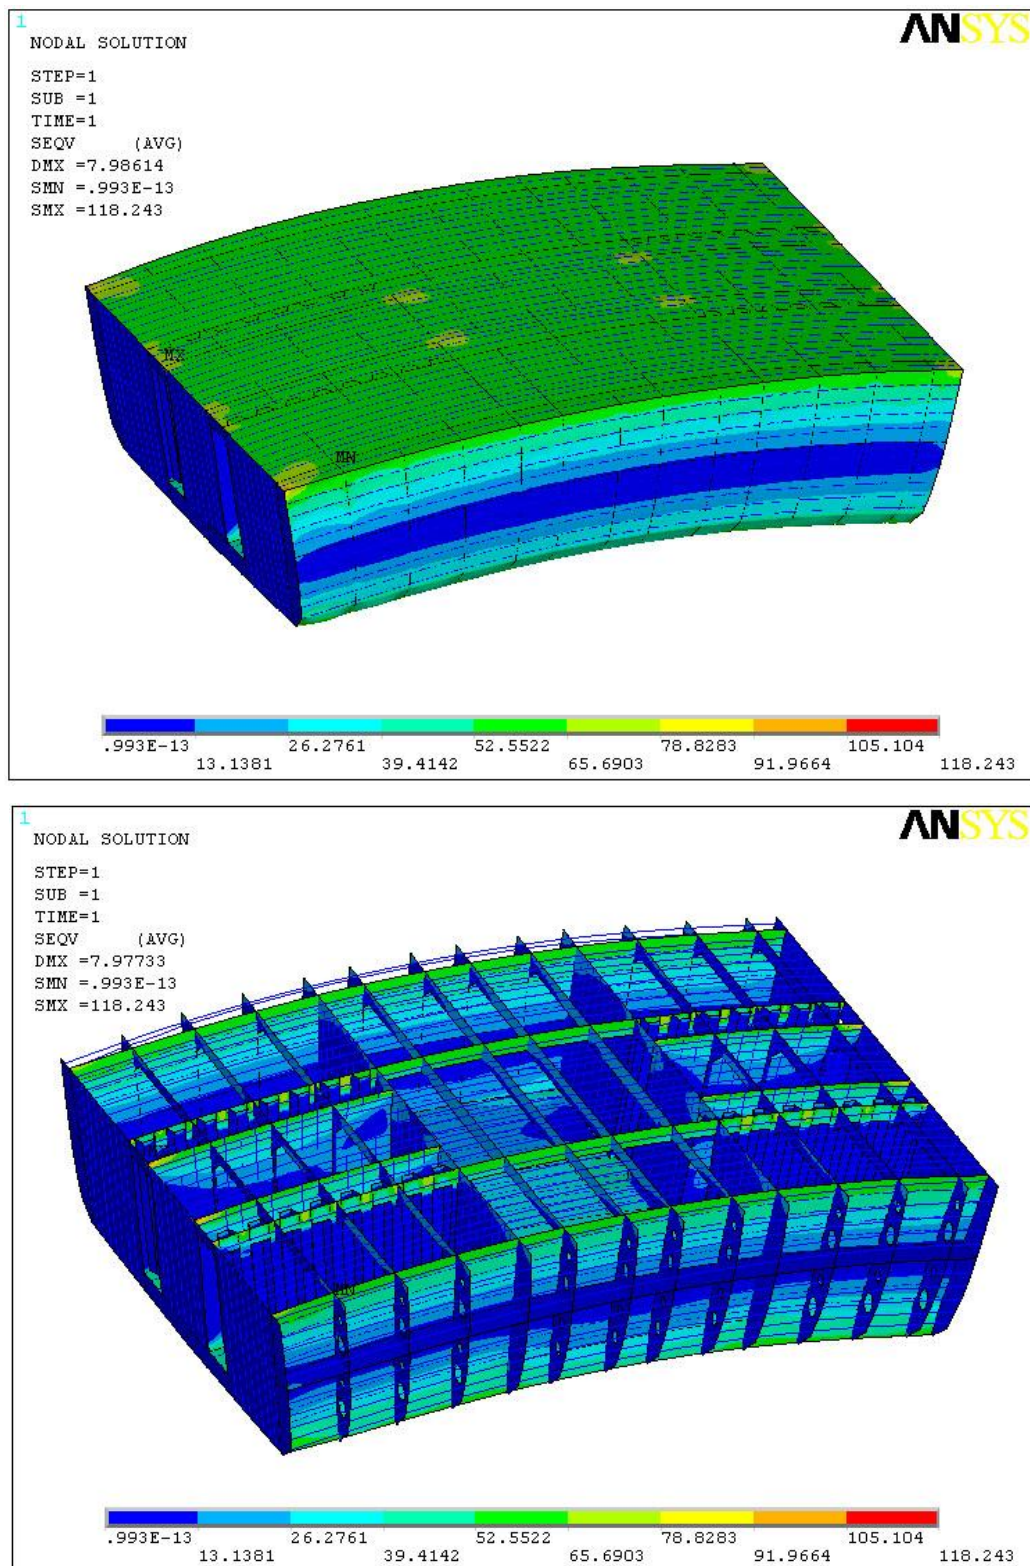 1
ANSYS
NODAL SOLUTION
STEP=1
SUB =1
TIME=1
SEQV (AVG)
DMX =7.98614
SMN =.993E-13
SMX =118.243
MX
MN
.993E-13 26.2761 52.5522 78.8283 105.104
13.1381 39.4142 65.6903 91.9664 118.243
1
ANSYS
NODAL SOLUTION
STEP=1
SUB =1
TIME=1
SEQV (AVG)
DMX =7.97733
SMN =.993E-13
SMX =118.243
MN
.993E-13 26.2761 52.5522 78.8283 105.104
13.1381 39.4142 65.6903 91.9664 118.243